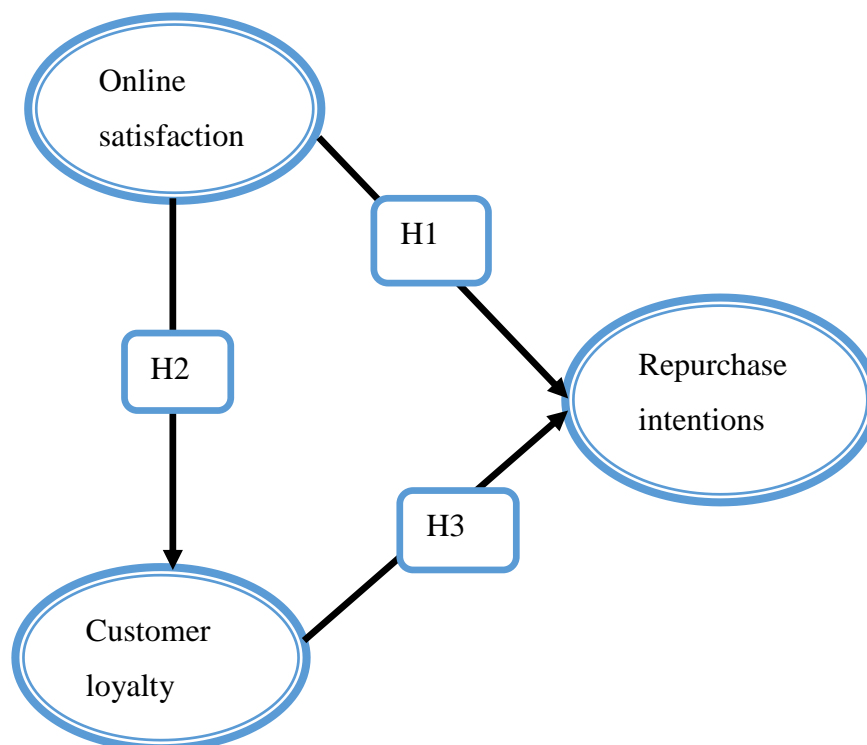 Online
satisfaction
H1
H2
Repurchase
intentions
H3
Customer
loyalty